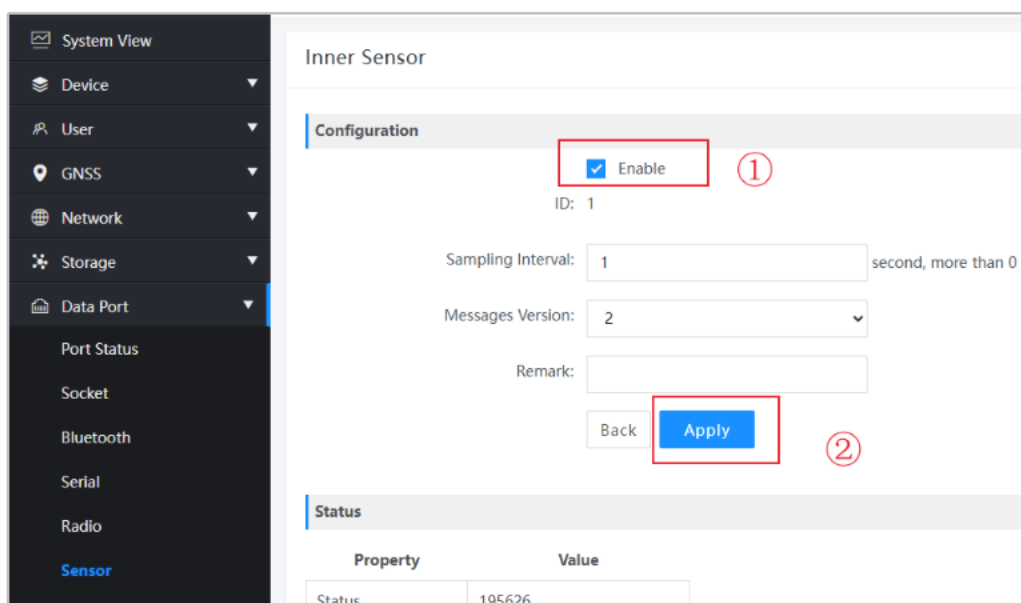 System View
Device
User
GNSS
Network
Storage
Data Port
Port Status
Socket
Bluetooth
Serial
Radio
Sensor
Inner Sensor
Configuration
Enable
①
ID: 1
Sampling Interval: 1 second, more than 0
Messages Version: 2
Remark:
Back Apply
②
Status
Property Value
Status 195626